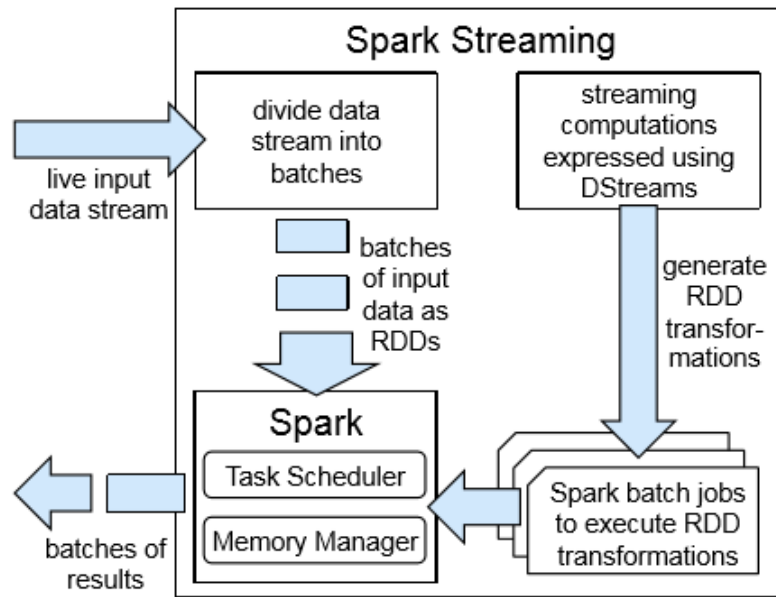 Spark Streaming
divide data
stream into
batches
streaming
computations
expressed using
DStreams
live input
data stream
batches
of input
data as
RDDs
generate
RDD
transfor-
mations
Spark
Task Scheduler
Memory Manager
Spark batch jobs
to execute RDD
transformations
batches of
results